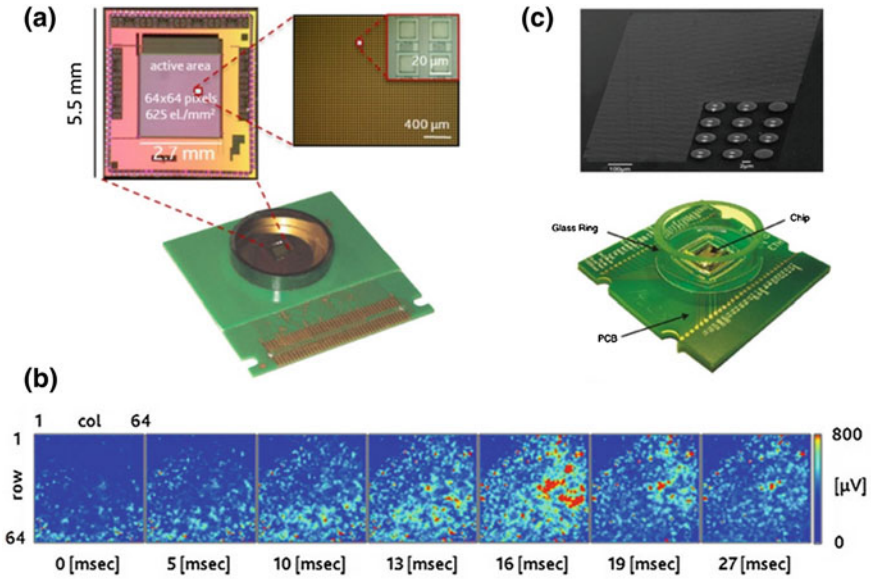 (a)
5.5 mm
active area
64x64 pixels
625 el./mm²
2.7 mm
20 µm
400 µm
(c)
100µm
2µm
Glass Ring
Chip
PCB
(b)
1 col 64
1
row
64
800
[µV]
0
0 [msec] 5 [msec] 10 [msec] 13 [msec] 16 [msec] 19 [msec] 27 [msec]